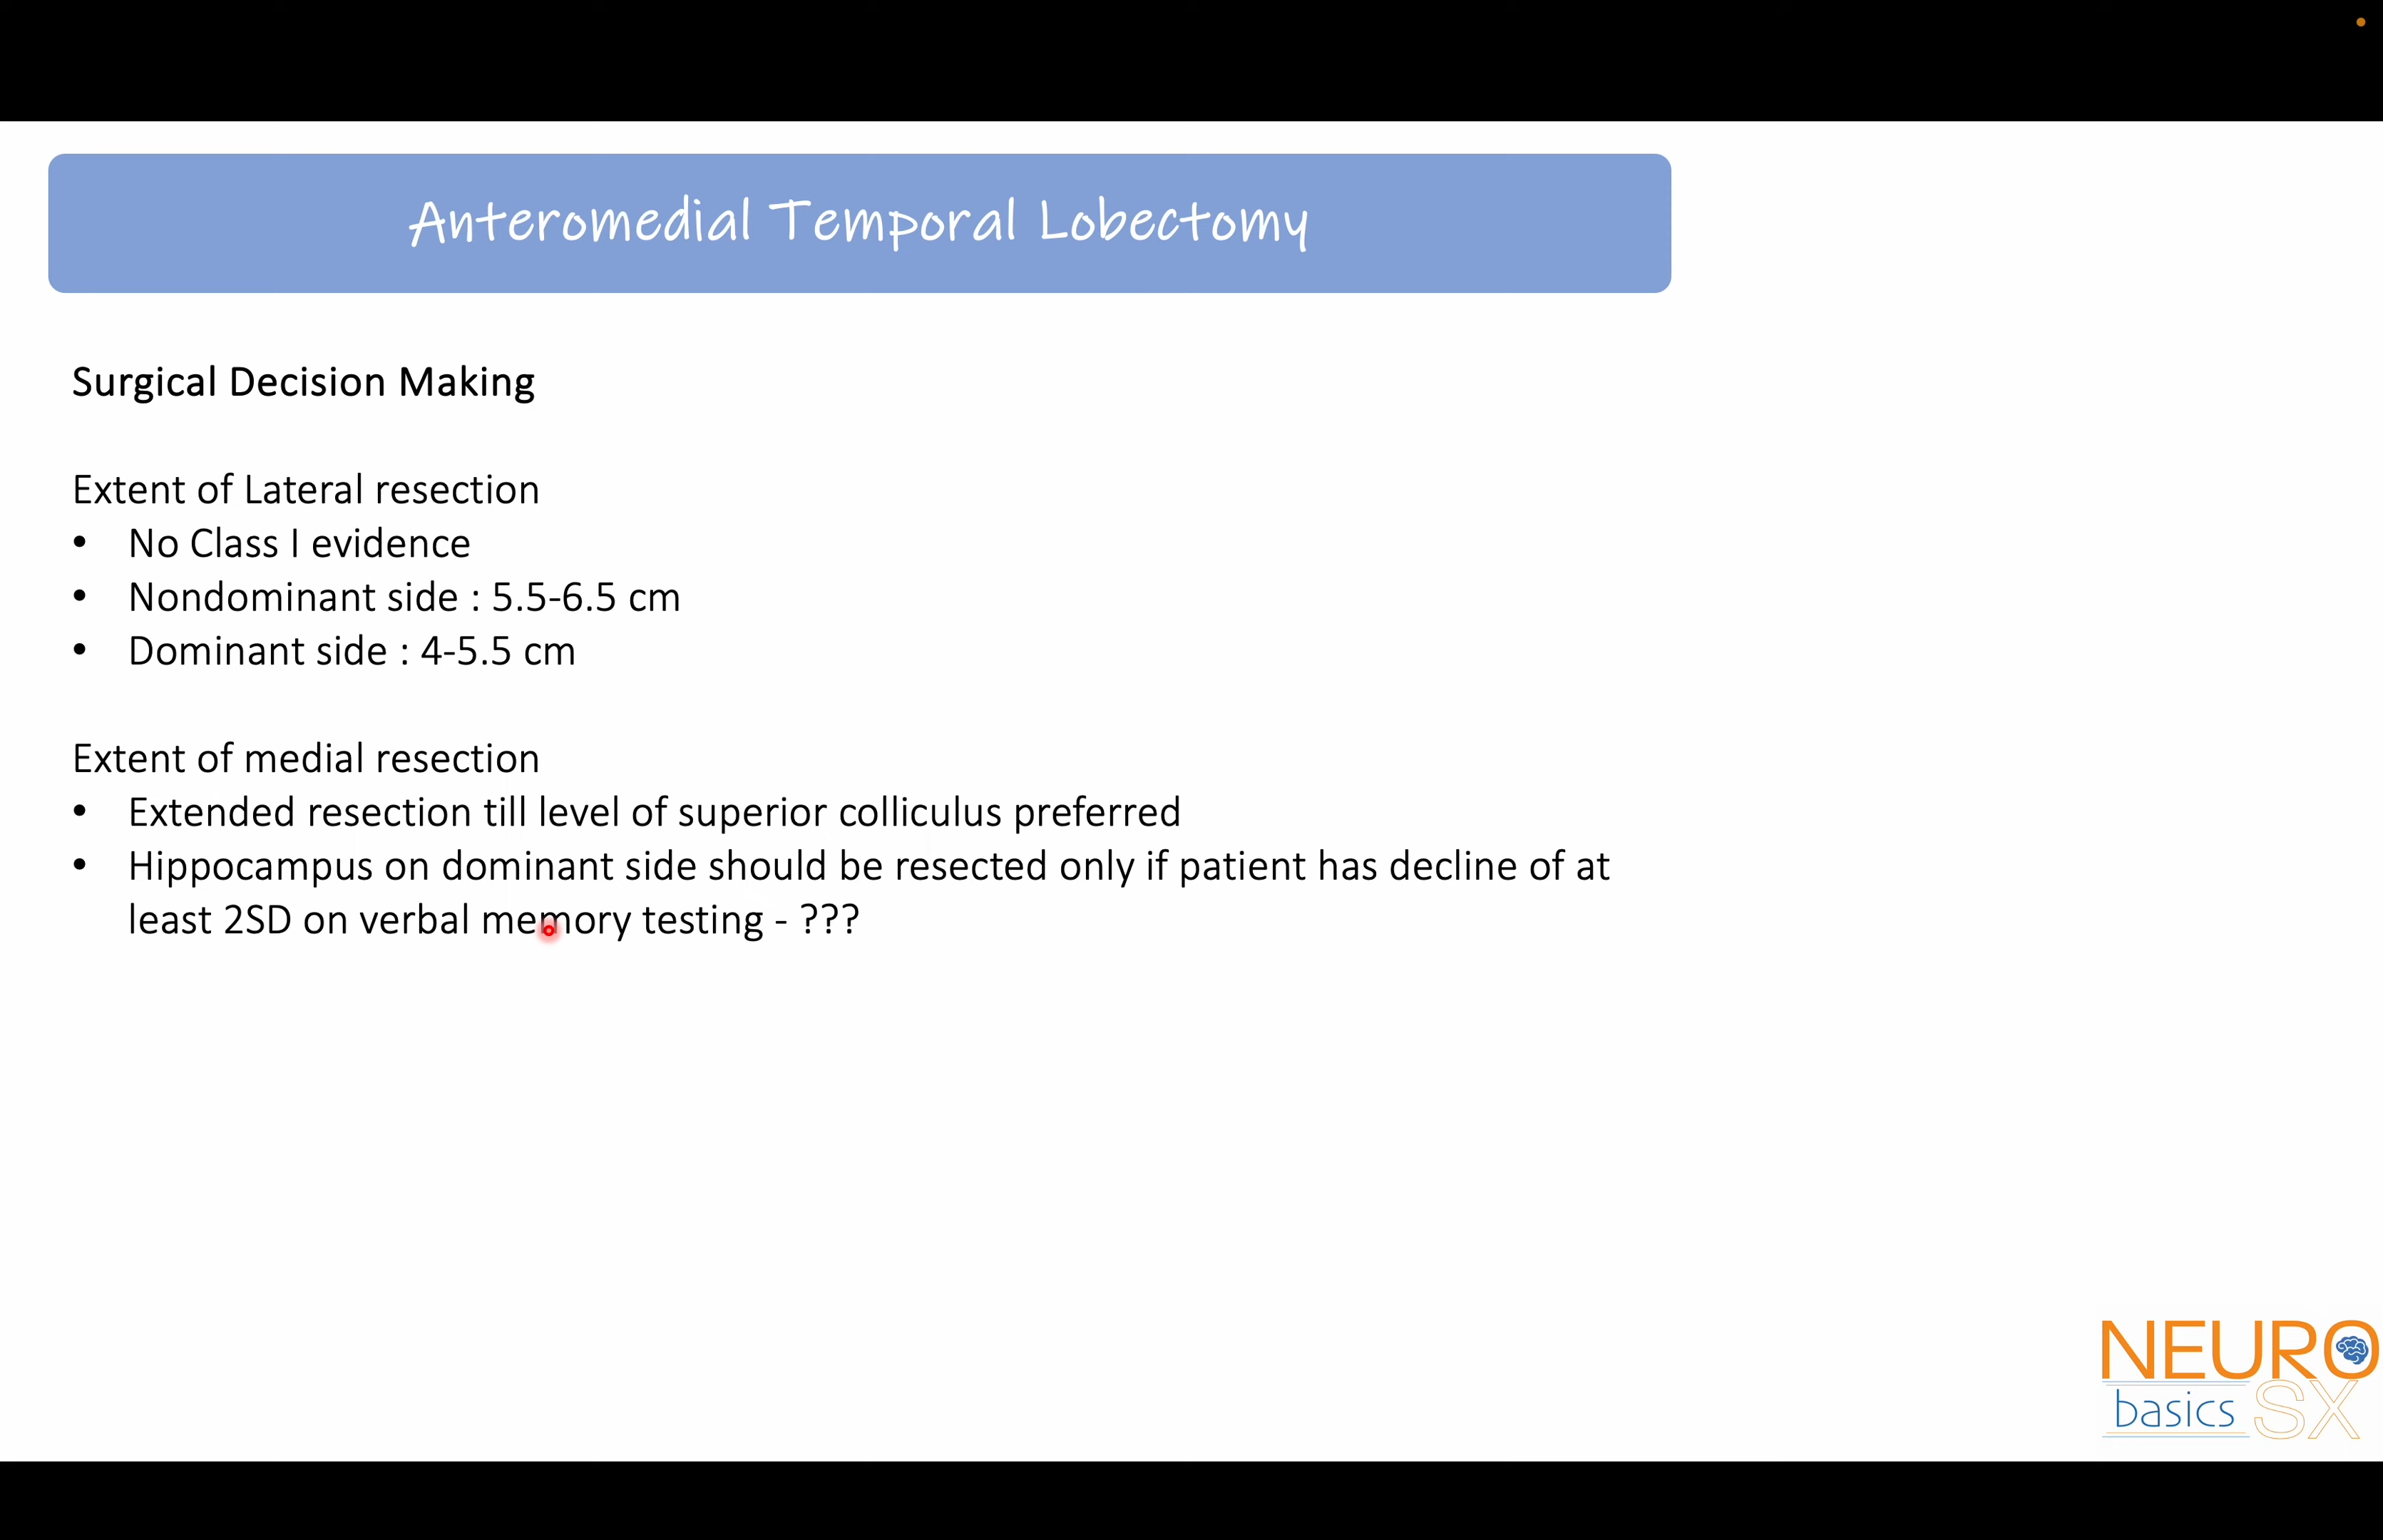 Anteromedial Temporal Lobectomy
Surgical Decision Making
Extent of Lateral resection
• No Class I evidence
• Nondominant side : 5.5-6.5 cm
• Dominant side : 4-5.5 cm
Extent of medial resection
• Extended resection till level of superior colliculus preferred
• Hippocampus on dominant side should be resected only if patient has decline of at
least 2SD on verbal memory testing - ???
NEURO
basics SX